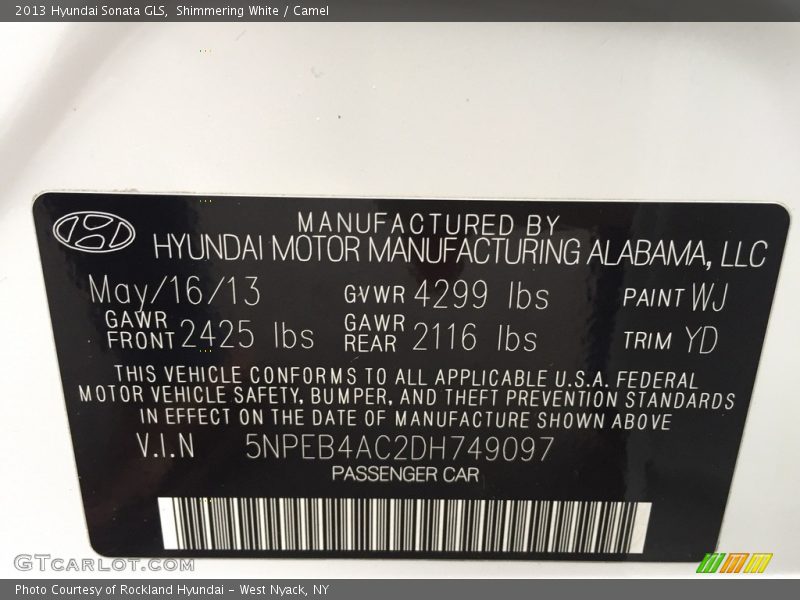 2013 Hyundai Sonata GLS, Shimmering White / Camel
MANUFACTURED BY
HYUNDAI MOTOR MANUFACTURING ALABAMA, LLC
May/16/13 GVWR 4299 lbs PAINT WJ
GAWR FRONT 2425 lbs GAWR REAR 2116 lbs TRIM YD
THIS VEHICLE CONFORMS TO ALL APPLICABLE U.S.A. FEDERAL
MOTOR VEHICLE SAFETY, BUMPER, AND THEFT PREVENTION STANDARDS
IN EFFECT ON THE DATE OF MANUFACTURE SHOWN ABOVE
V.I.N 5NPEB4AC2DH749097
PASSENGER CAR
GTCARLOT.COM
Photo Courtesy of Rockland Hyundai - West Nyack, NY